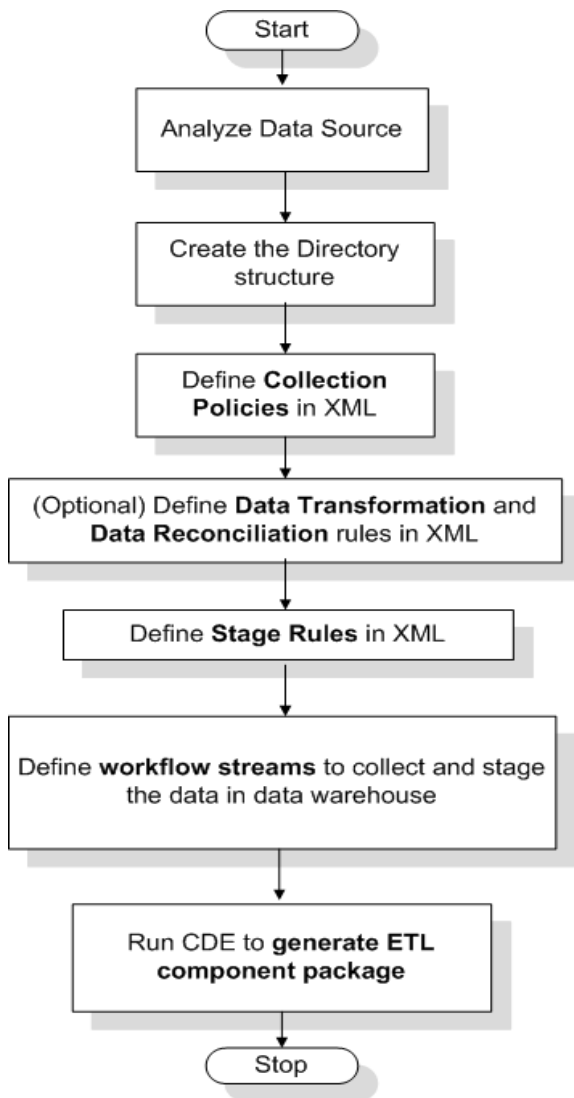 Start
Analyze Data Source
Create the Directory
structure
Define Collection
Policies in XML
(Optional) Define Data Transformation and
Data Reconciliation rules in XML
Define Stage Rules in XML
Define workflow streams to collect and stage
the data in data warehouse
Run CDE to generate ETL
component package
Stop